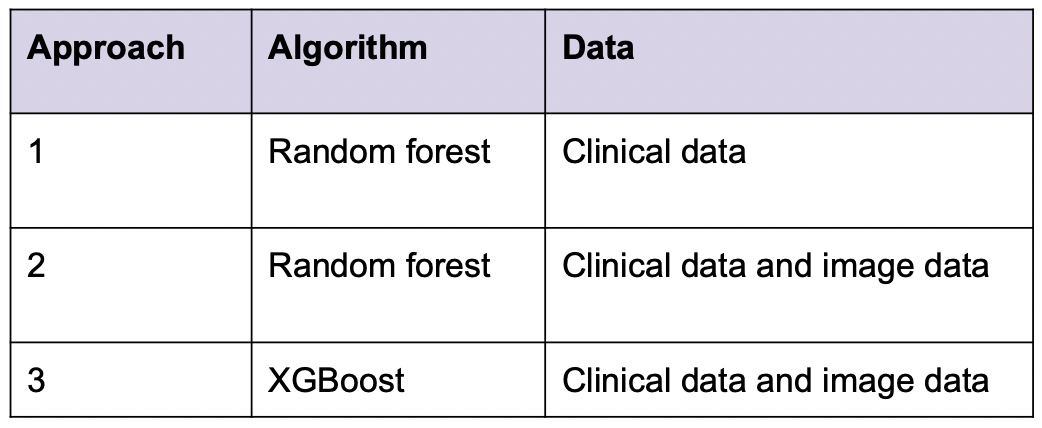 Approach Algorithm Data
1 Random forest Clinical data
2 Random forest Clinical data and image data
3 XGBoost Clinical data and image data